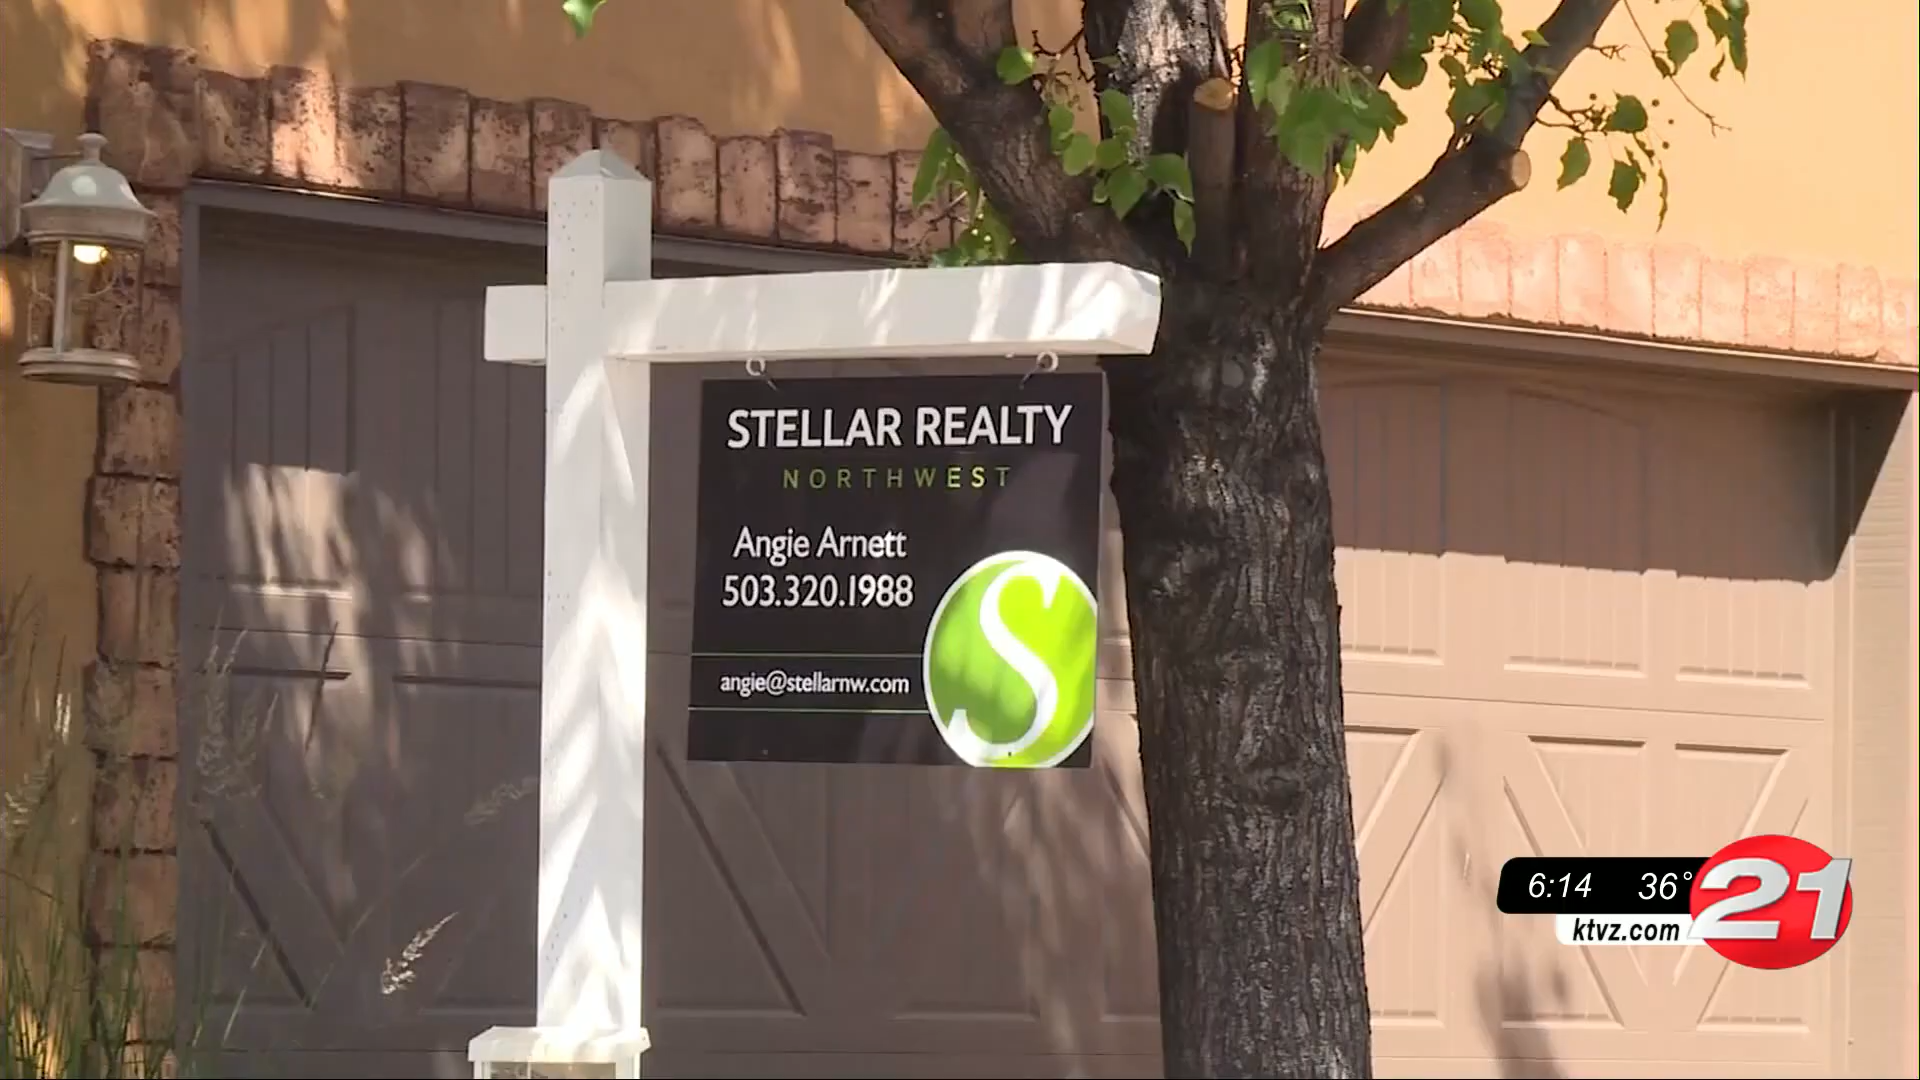 STELLAR REALTY
NORTHWEST
Angie Arnett
503.320.1988
angie@stellarnw.com
S
6:14 36°
ktvz.com
21